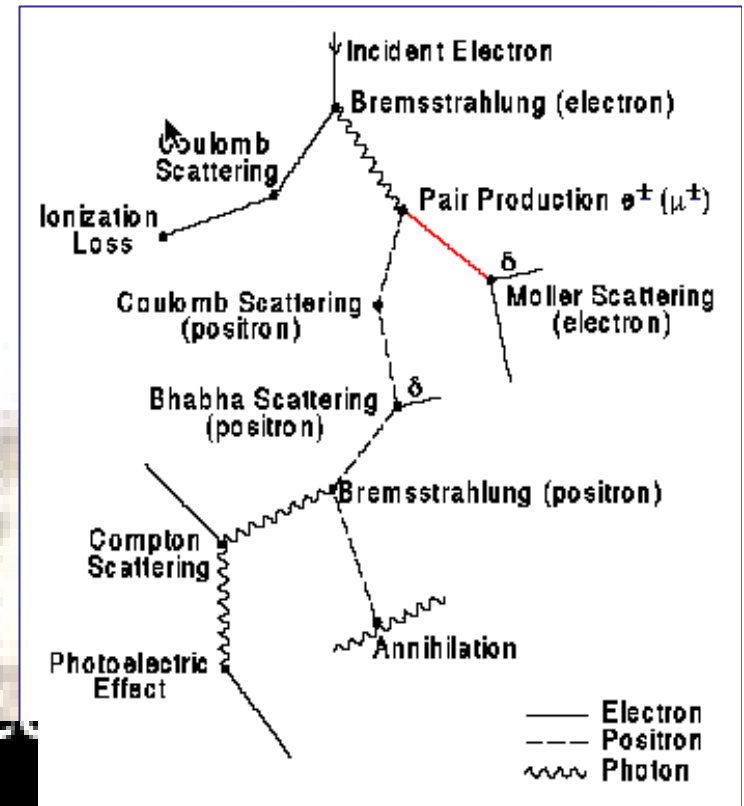 Incident Electron
Bremsstrahlung (electron)
Coulomb
Scattering
Pair Production e± (μ±)
Ionization
Loss
δ
Moller Scattering
(electron)
Coulomb Scattering
(positron)
δ
Bhabha Scattering
(positron)
Bremsstrahlung (positron)
Compton
Scattering
Annihilation
Photoelectric
Effect
Electron
Positron
Photon